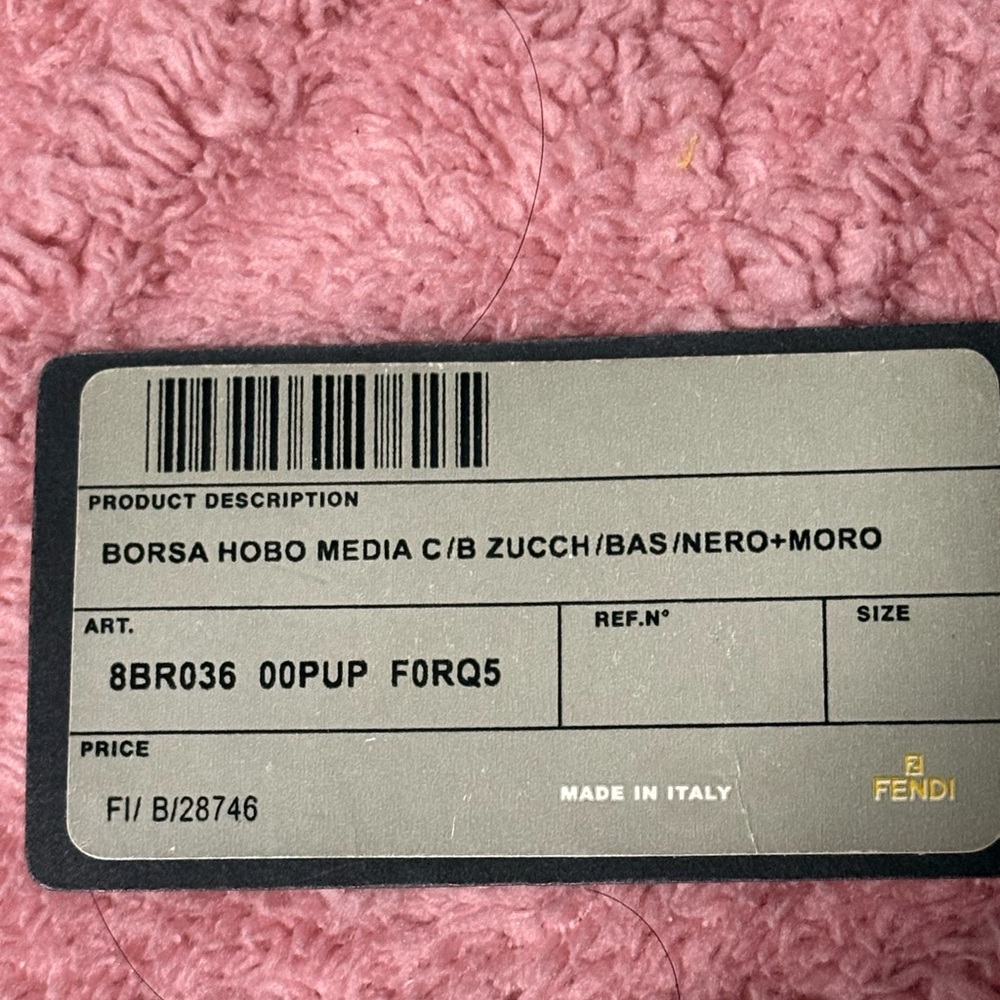 PRODUCT DESCRIPTION
BORSA HOBO MEDIA C/B ZUCCH/BAS/NERO+MORO
ART.
8BR036 00PUP F0RQ5
REF.N°
SIZE
PRICE
FI/ B/28746
MADE IN ITALY
FENDI